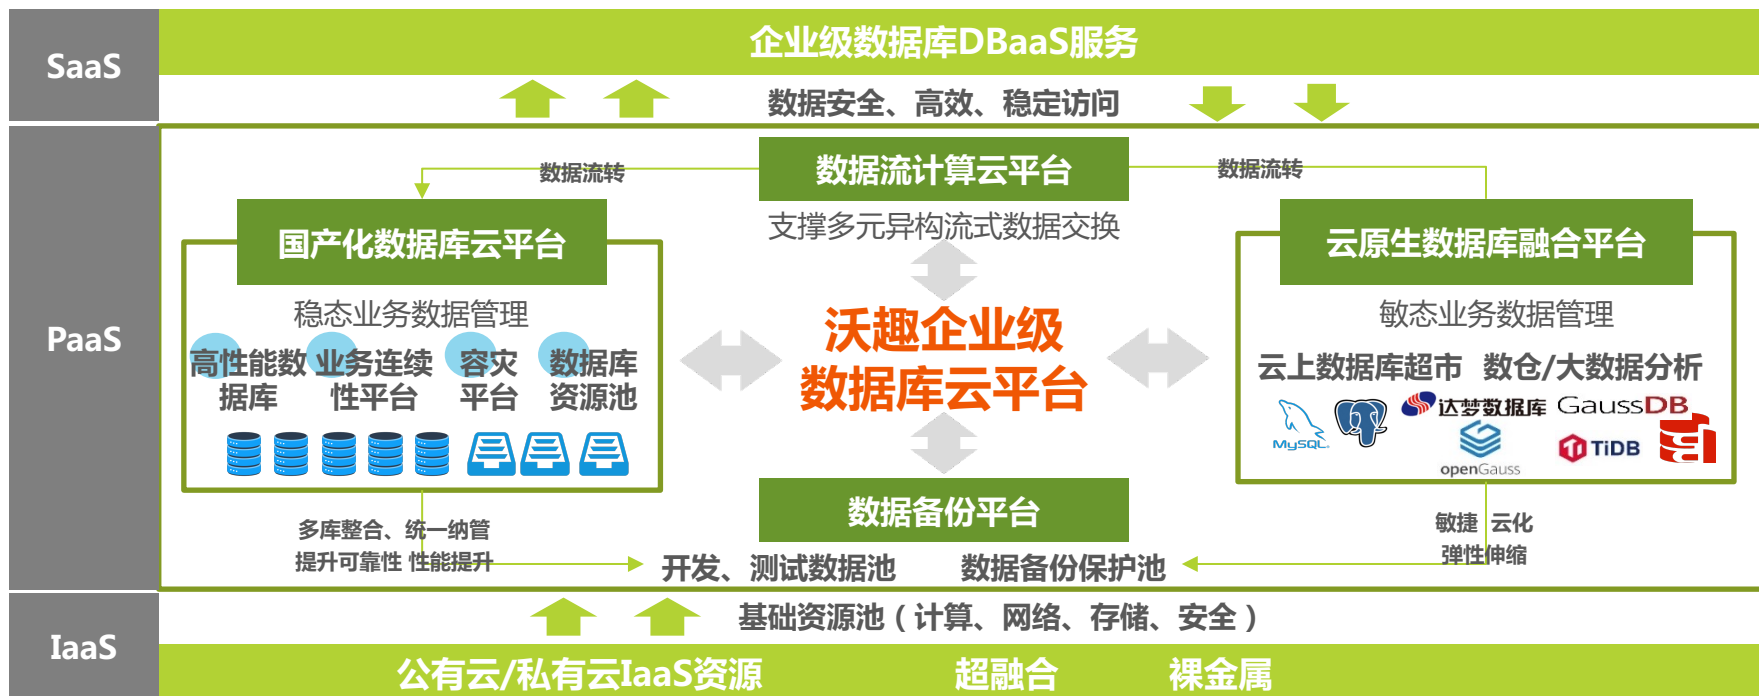 SaaS
企业级数据库DBaaS服务
数据安全、高效、稳定访问
PaaS
数据流转
数据流计算云平台
数据流转
支撑多元异构流式数据交换
国产化数据库云平台
稳态业务数据管理
高性能数
据库
业务连续
性平台
容灾
平台
数据库
资源池
沃趣企业级
数据库云平台
云原生数据库融合平台
敏态业务数据管理
云上数据库超市
数仓/大数据分析
MySQL
达梦数据库
GaussDB
openGauss
TiDB
数据备份平台
多库整合、统一纳管
提升可靠性 性能提升
开发、测试数据池
数据备份保护池
敏捷 云化
弹性伸缩
IaaS
基础资源池（计算、网络、存储、安全）
公有云/私有云IaaS资源
超融合
裸金属